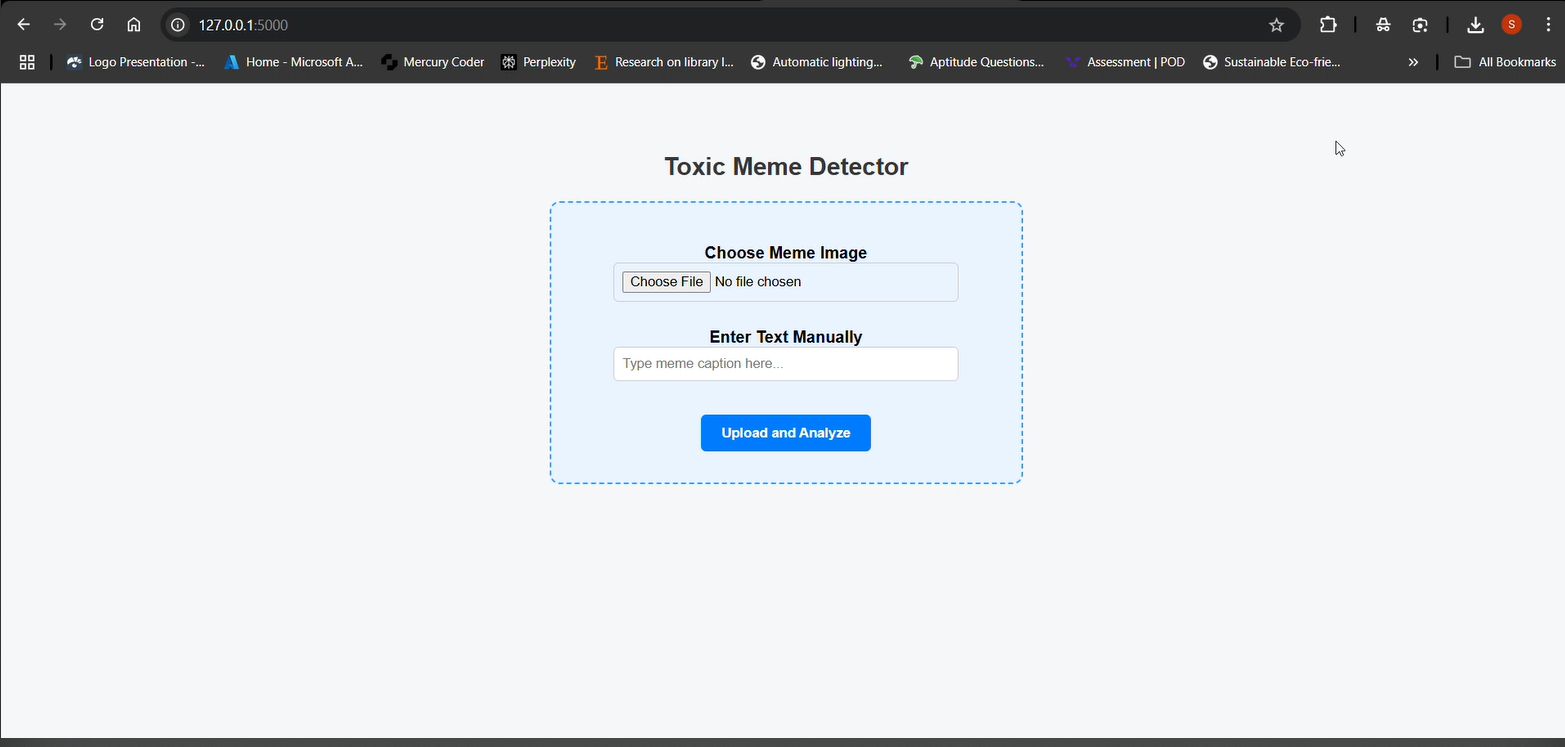 127.0.0.1:5000
S
Logo Presentation -...
Home - Microsoft A...
Mercury Coder
Perplexity
Research on library I...
Automatic lighting...
Aptitude Questions...
Assessment | POD
Sustainable Eco-frie...
»
All Bookmarks
Toxic Meme Detector
Choose Meme Image
Choose File No file chosen
Enter Text Manually
Type meme caption here...
Upload and Analyze